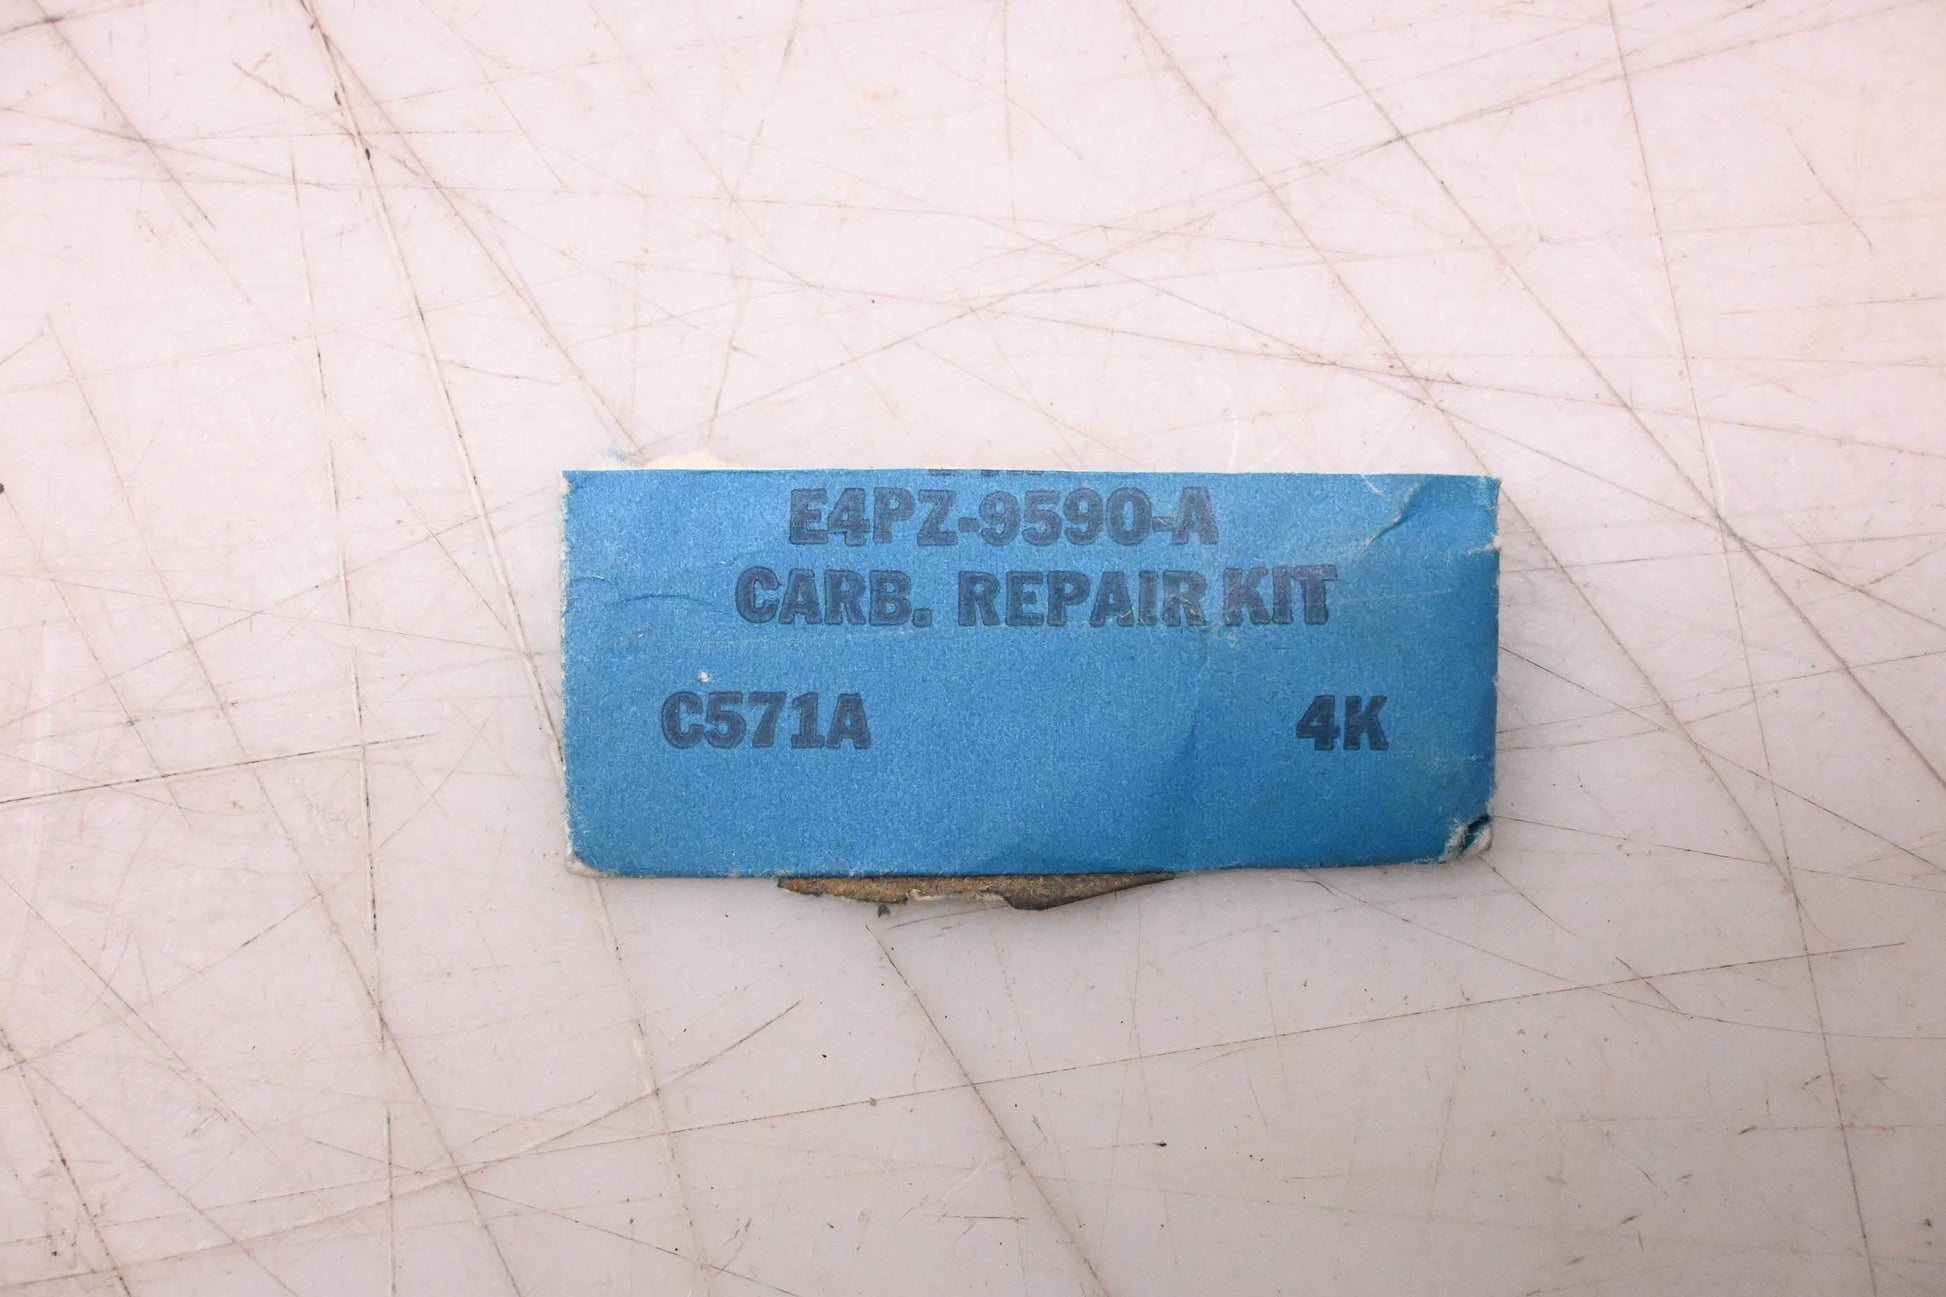 E4PZ-9590-A
CARB. REPAIR KIT
C571A 4K